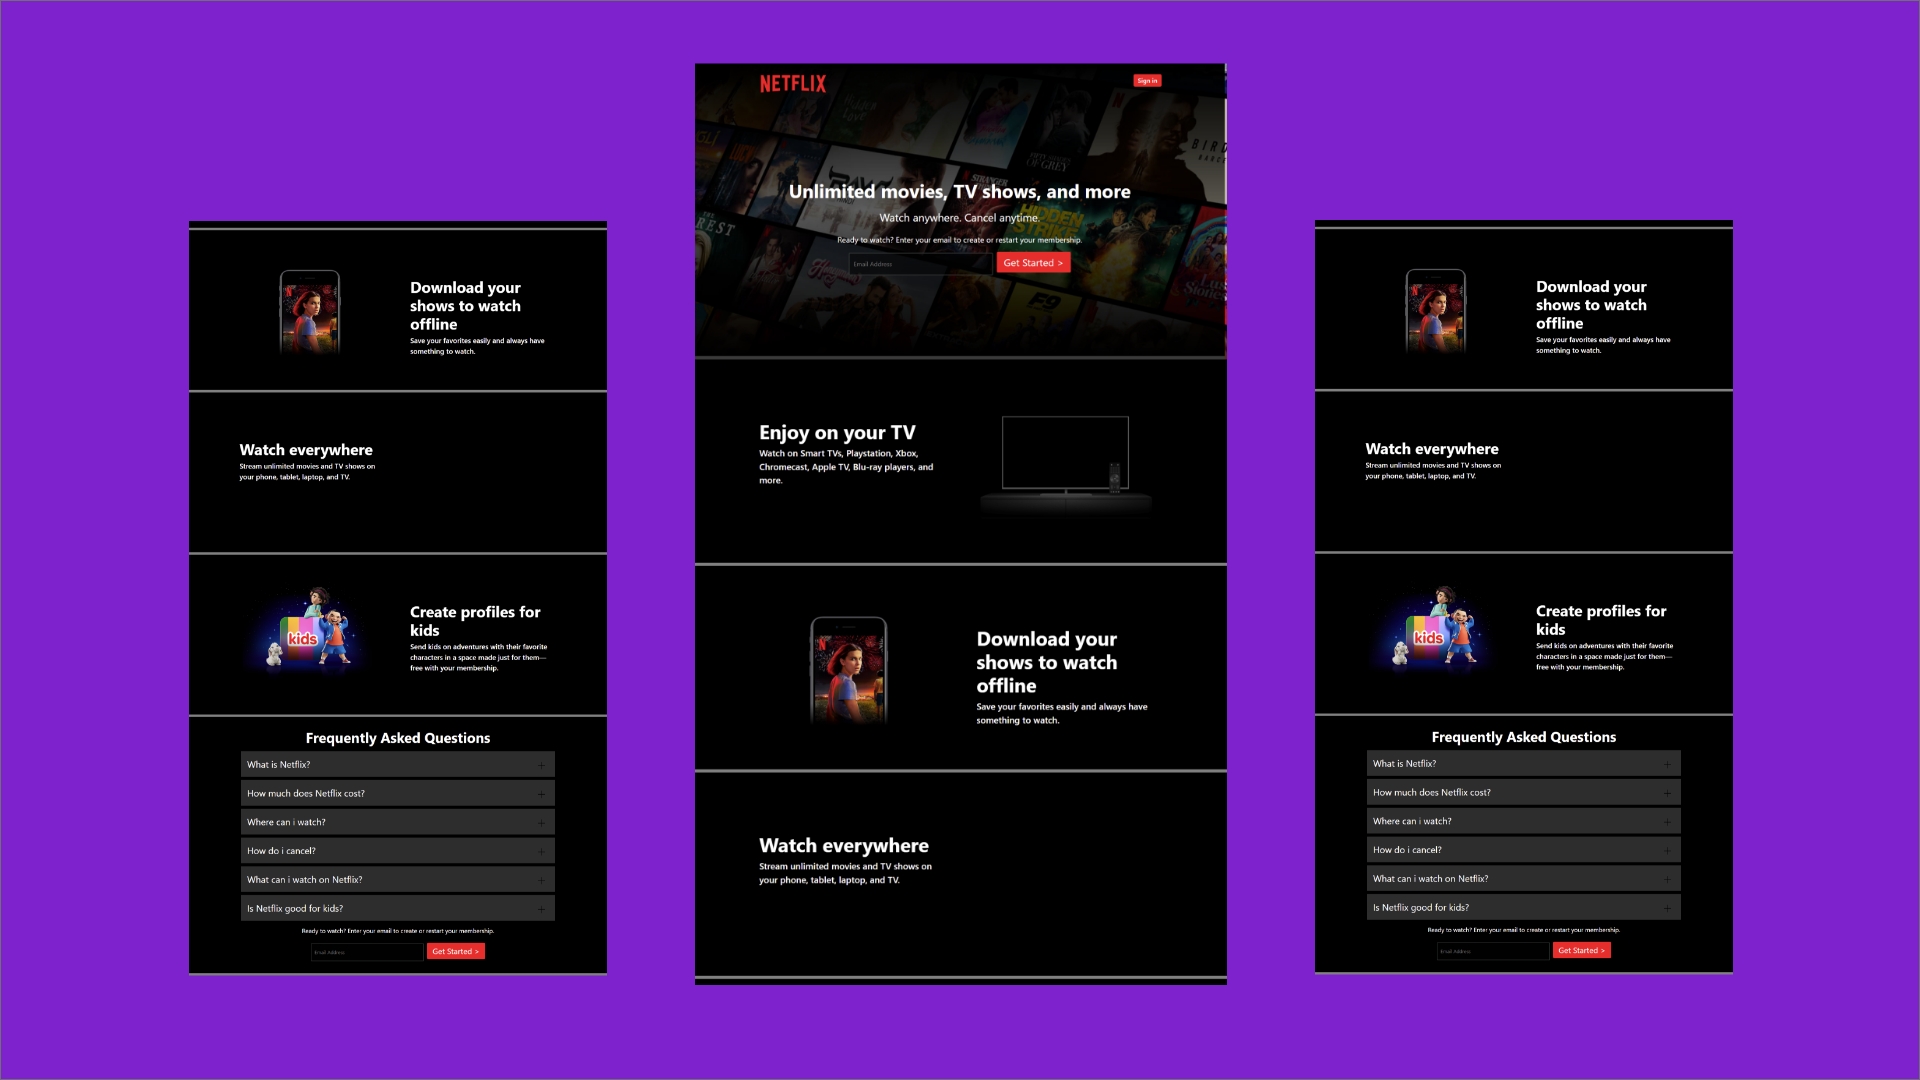 Download your
shows to watch
offline
Save your favorites easily and always have
something to watch.
Watch everywhere
Stream unlimited movies and TV shows on
your phone, tablet, laptop, and TV.
kids
Create profiles for
kids
Send kids on adventures with their favorite
characters in a space made just for them—
free with your membership.
Frequently Asked Questions
What is Netflix?
How much does Netflix cost?
Where can i watch?
How do i cancel?
What can i watch on Netflix?
Is Netflix good for kids?
Ready to watch? Enter your email to create or restart your membership.
Email Address
Get Started >
NETFLIX
Sign in
Unlimited movies, TV shows, and more
Watch anywhere. Cancel anytime.
Ready to watch? Enter your email to create or restart your membership.
Email Address
Get Started >
HIDDEN
STRIKE
STRANGER
OF GREY
BIRD
F9
Enjoy on your TV
Watch on Smart TVs, Playstation, Xbox,
Chromecast, Apple TV, Blu-ray players, and
more.
Download your
shows to watch
offline
Save your favorites easily and always have
something to watch.
Watch everywhere
Stream unlimited movies and TV shows on
your phone, tablet, laptop, and TV.
Download your
shows to watch
offline
Save your favorites easily and always have
something to watch.
Watch everywhere
Stream unlimited movies and TV shows on
your phone, tablet, laptop, and TV.
kids
Create profiles for
kids
Send kids on adventures with their favorite
characters in a space made just for them—
free with your membership.
Frequently Asked Questions
What is Netflix?
How much does Netflix cost?
Where can i watch?
How do i cancel?
What can i watch on Netflix?
Is Netflix good for kids?
Ready to watch? Enter your email to create or restart your membership.
Email Address
Get Started >